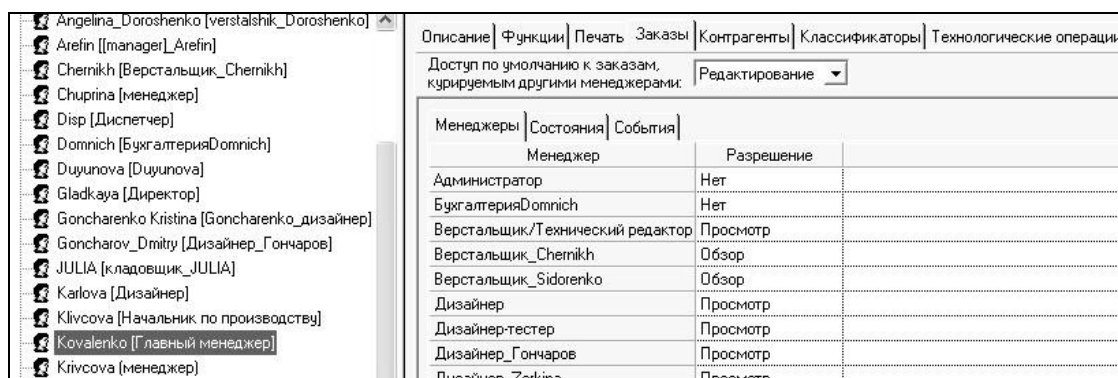 Angelina_Doroshenko [verstalshik_Doroshenko]
Arefin [[manager]_Arefin]
Chernikh [Верстальщик_Chernikh]
Chuprina [менеджер]
Disp [Диспетчер]
Domnich [БухгалтерияDomnich]
Duyunova [Duyunova]
Gladkaya [Директор]
Goncharenko Kristina [Goncharenko_дизайнер]
Goncharov_Dmitry [Дизайнер_Гончаров]
JULIA [кладовщик_JULIA]
Karlova [Дизайнер]
Klivcova [Начальник по производству]
Kovalenko [Главный менеджер]
Krivcova (менеджер)
Описание Функции Печать Заказы Контрагенты Классификаторы Технологические операции
Доступ по умолчанию к заказам,
курируемым другими менеджерами: Редактирование
Менеджеры Состояния События
Менеджер Разрешение
Администратор Нет
БухгалтерияDomnich Нет
Верстальщик/Технический редактор Просмотр
Верстальщик_Chernikh Обзор
Верстальщик_Sidorenko Обзор
Дизайнер Просмотр
Дизайнер-тестер Просмотр
Дизайнер_Гончаров Просмотр
Дизайнер_Zorkina Просмотр